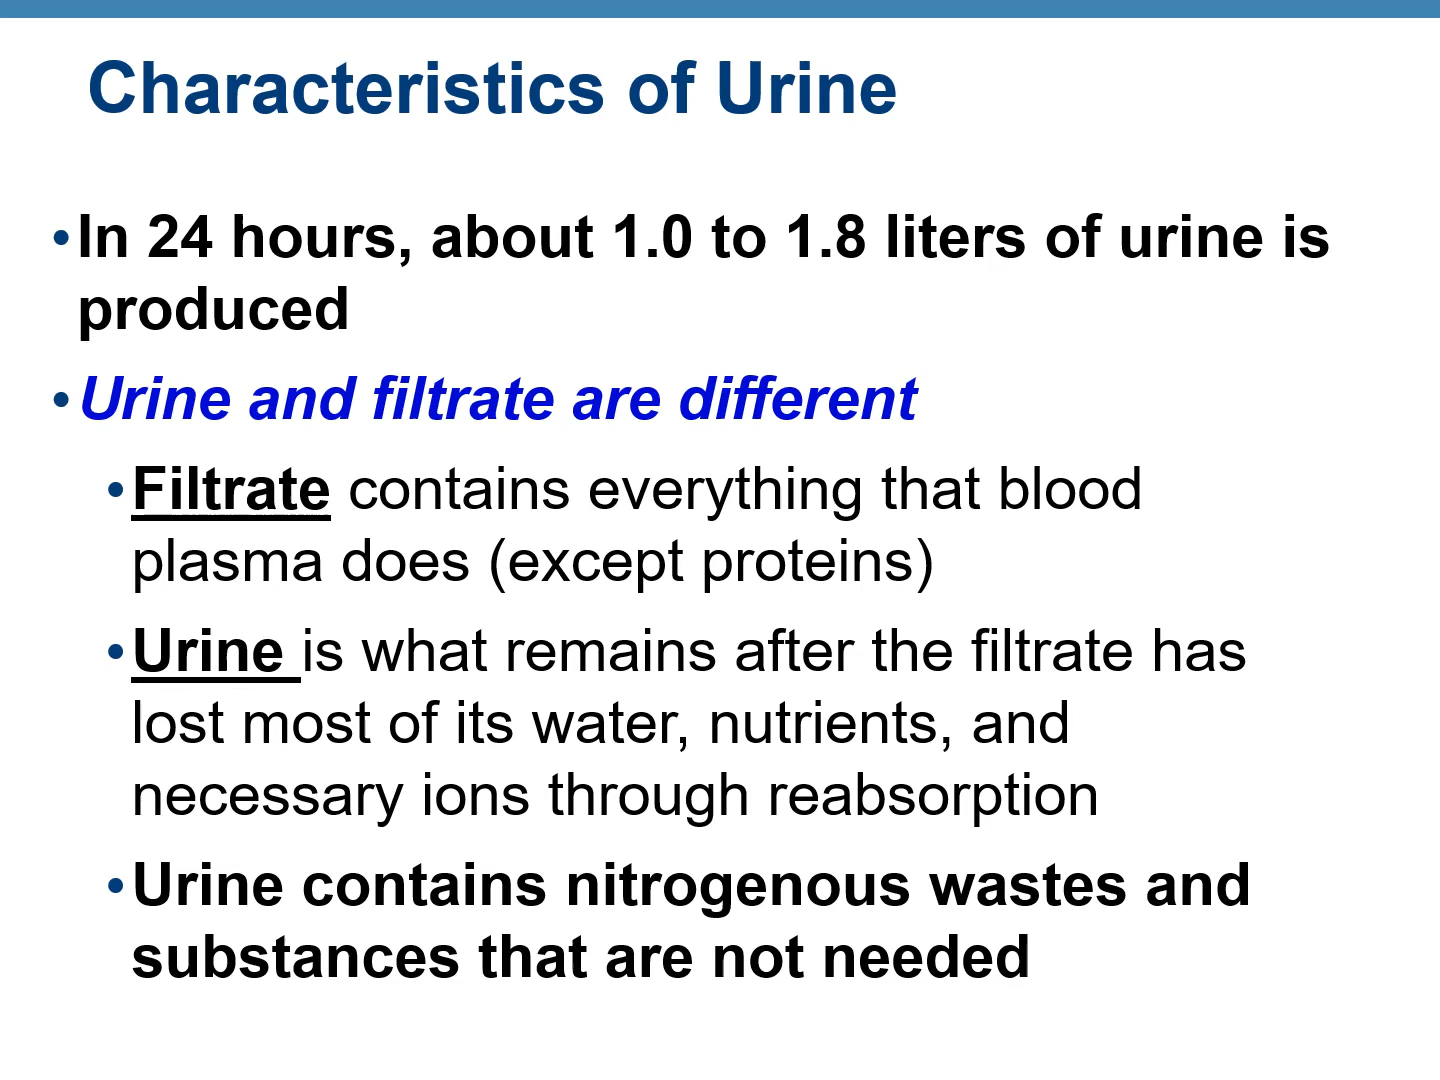 Characteristics of Urine
•In 24 hours, about 1.0 to 1.8 liters of urine is
produced
•Urine and filtrate are different
•Filtrate contains everything that blood
plasma does (except proteins)
•Urine is what remains after the filtrate has
lost most of its water, nutrients, and
necessary ions through reabsorption
•Urine contains nitrogenous wastes and
substances that are not needed